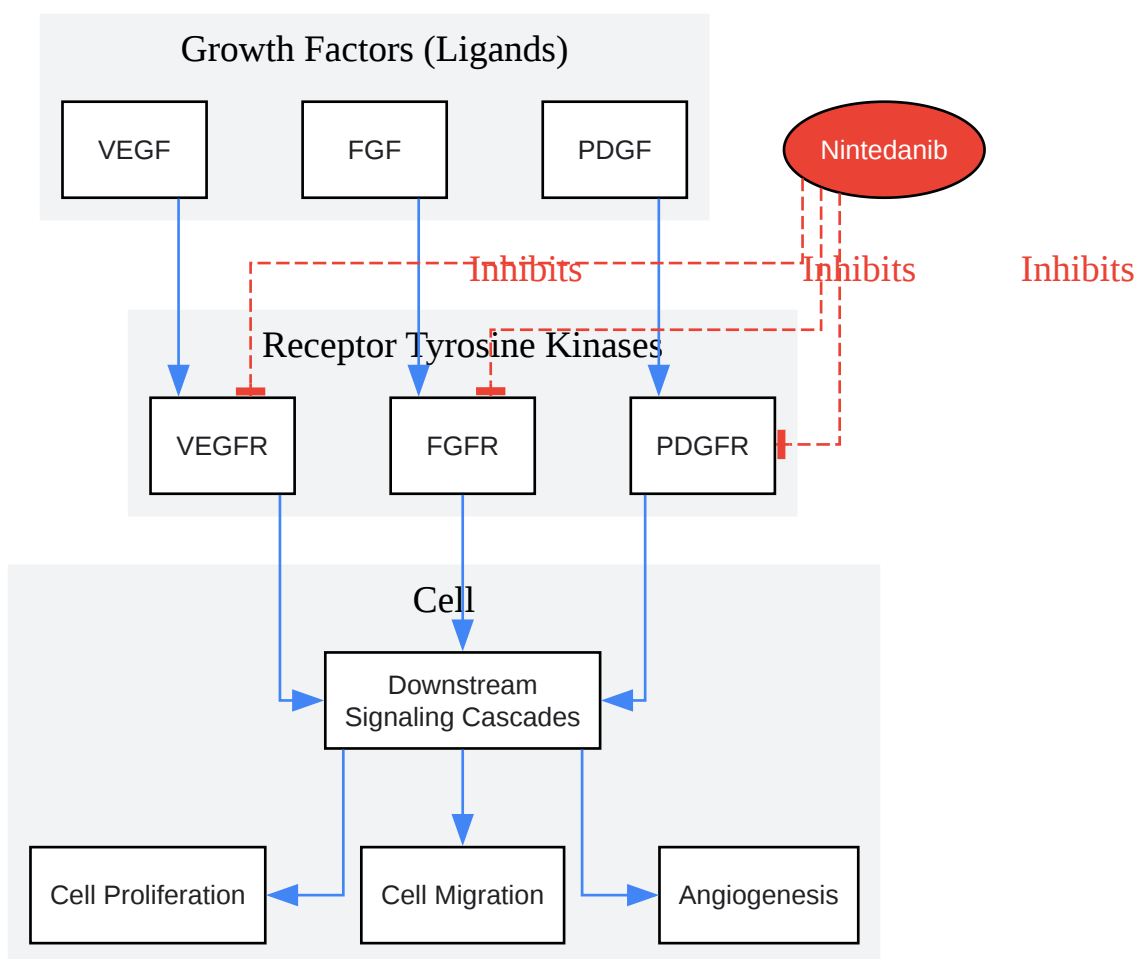 Growth Factors (Ligands)
VEGF
FGF
PDGF
Nintedanib
Inhibits
Inhibits
Inhibits
Receptor Tyrosine Kinases
VEGFR
FGFR
PDGFR
Cell
Downstream
Signaling Cascades
Cell Proliferation
Cell Migration
Angiogenesis